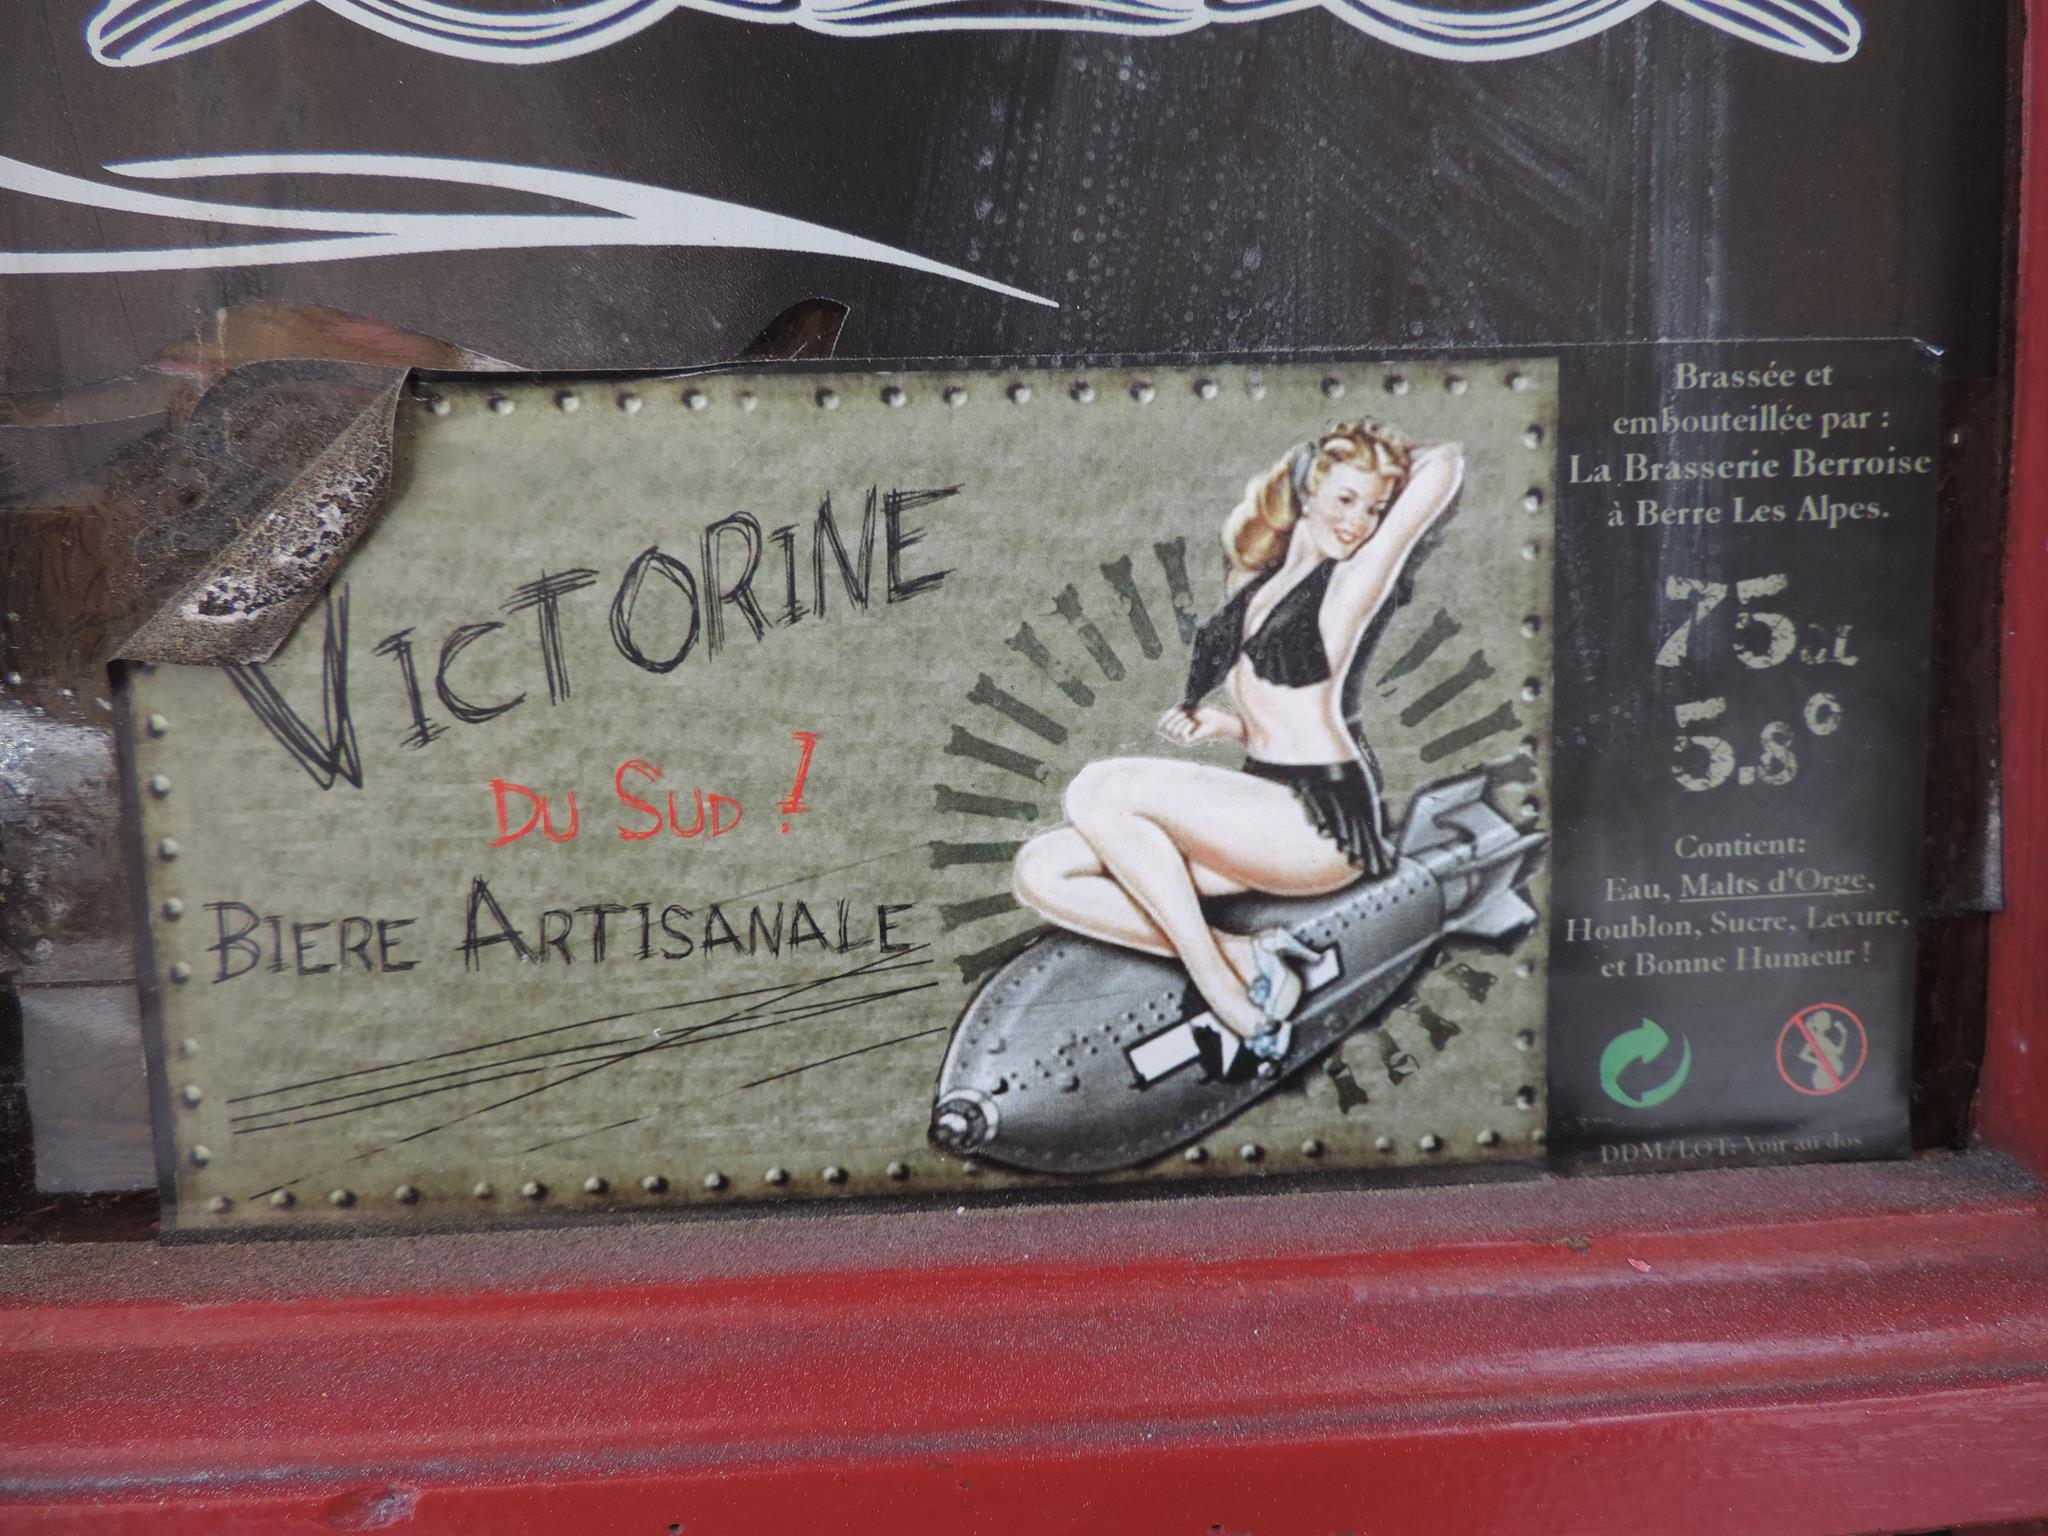 VICTORINE
DU SUD !
BIERE ARTISANALE
Brassée et
embouteillée par :
La Brasserie Berroise
à Berre Les Alpes.
75CL
5.8°
Contient:
Eau, Malts d'Orge,
Houblon, Sucre, Levure,
et Bonne Humeur !
DDM/LOT: Voir au dos